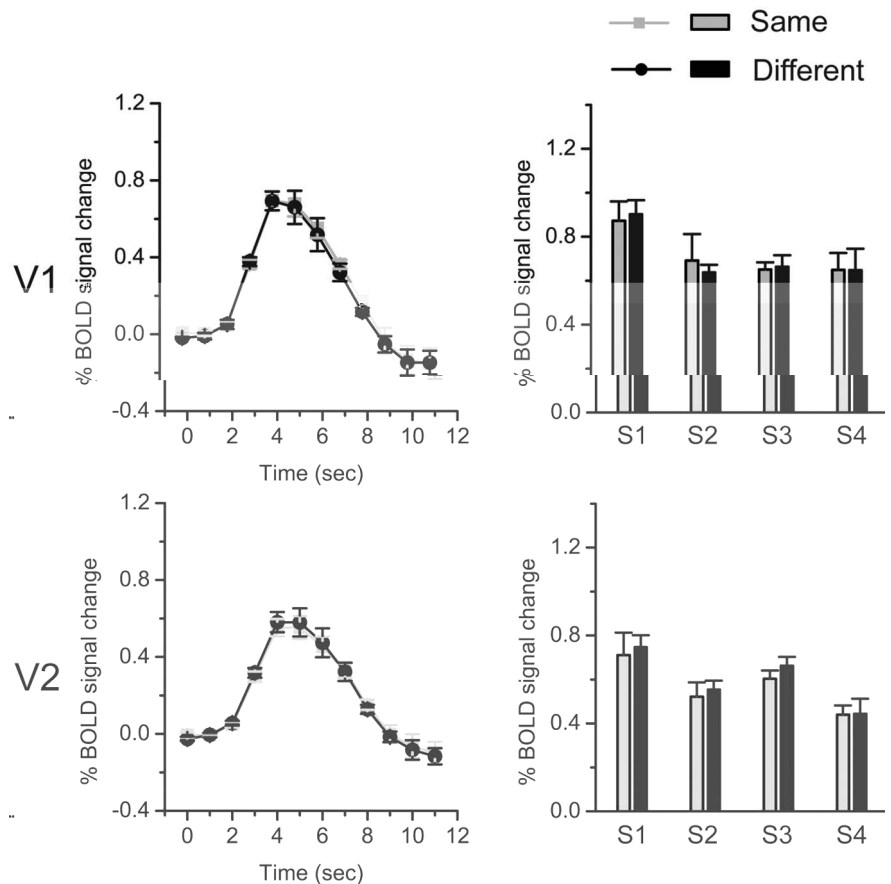 Same
Different
1.2
0.8
0.4
0.0
-0.4
% BOLD signal change
V1
0 2 4 6 8 10 12
Time (sec)
1.2
0.8
0.4
0.0
% BOLD signal change
S1 S2 S3 S4
1.2
0.8
0.4
0.0
-0.4
% BOLD signal change
V2
0 2 4 6 8 10 12
Time (sec)
1.2
0.8
0.4
0.0
% BOLD signal change
S1 S2 S3 S4